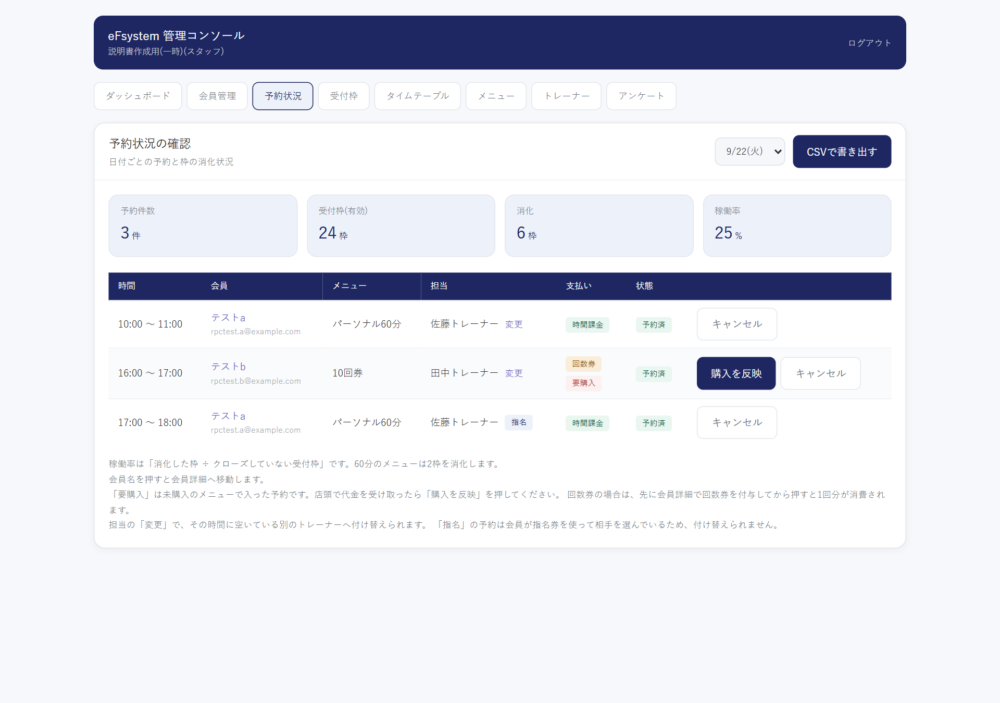 eFsystem 管理コンソール
説明書作成用(一時)(スタッフ)
ログアウト
ダッシュボード 会員管理 予約状況 受付枠 タイムテーブル メニュー トレーナー アンケート
予約状況の確認
日付ごとの予約と枠の消化状況
9/22(火) CSVで書き出す
予約件数 受付枠(有効) 消化 稼働率
3 件 24 枠 6 枠 25 %
時間 会員 メニュー 担当 支払い 状態
10:00 〜 11:00 テストa パーソナル60分 佐藤トレーナー 変更 時間課金 予約済 キャンセル
rpctest.a@example.com
16:00 〜 17:00 テストb 10回券 田中トレーナー 変更 回数券 予約済 購入を反映 キャンセル
rpctest.b@example.com 要購入
17:00 〜 18:00 テストa パーソナル60分 佐藤トレーナー 指名 時間課金 予約済 キャンセル
rpctest.a@example.com
稼働率は「消化した枠 ÷ クローズしていない受付枠」です。60分のメニューは2枠を消化します。
会員名を押すと会員詳細へ移動します。
「要購入」は未購入のメニューで入った予約です。店頭で代金を受け取ったら「購入を反映」を押してください。 回数券の場合は、先に会員詳細で回数券を付与してから押すと1回分が消費され
ます。
担当の「変更」で、その時間に空いている別のトレーナーへ付け替えられます。 「指名」の予約は会員が指名券を使って相手を選んでいるため、付け替えられません。